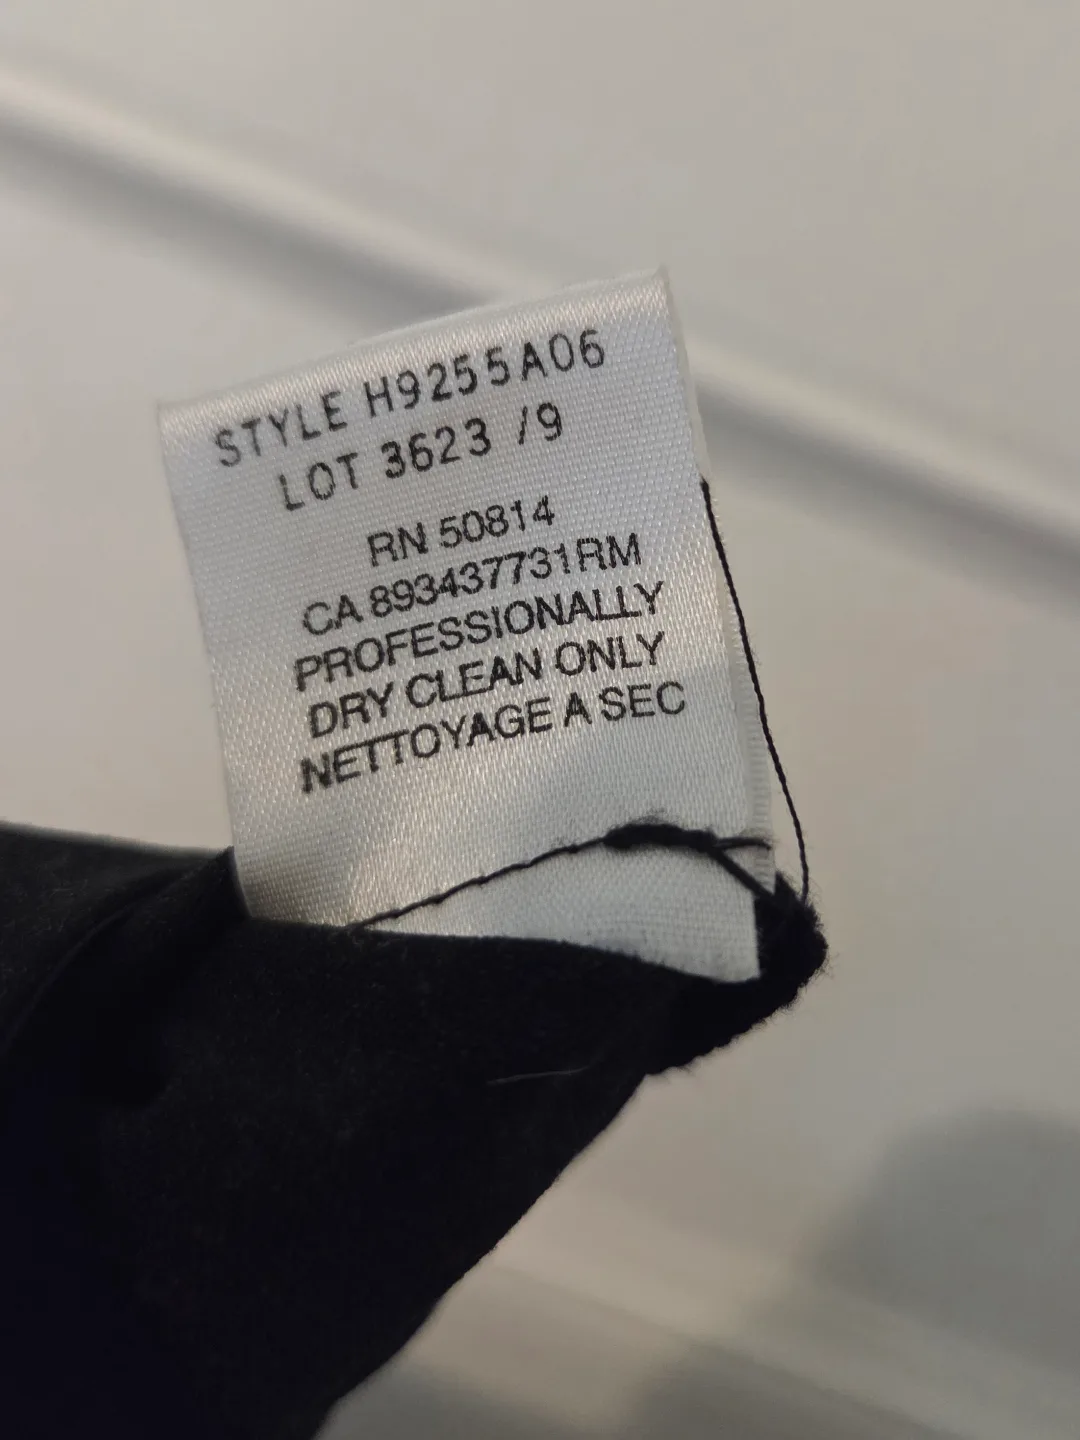 STYLE H9255A06
LOT 3623 /9
RN 50814
CA 893437731RM
PROFESSIONALLY
DRY CLEAN ONLY
NETTOYAGE A SEC